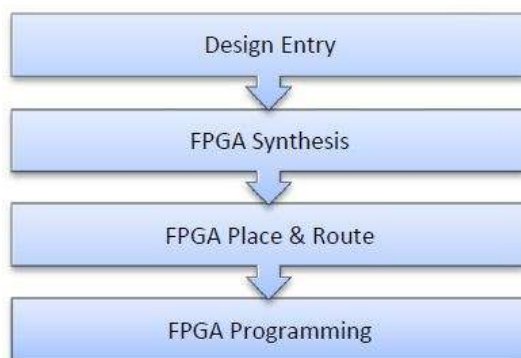 Design Entry
FPGA Synthesis
FPGA Place & Route
FPGA Programming